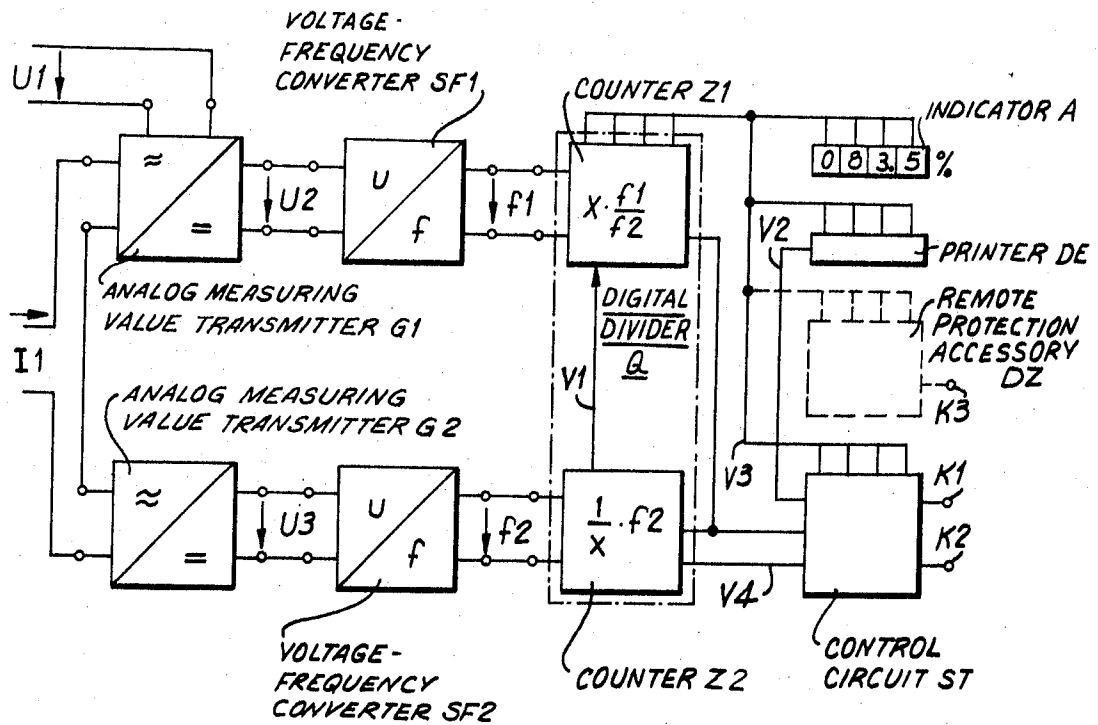 VOLTAGE-
FREQUENCY
CONVERTER SF1
COUNTER Z1
INDICATOR A
U1
≈
=
U2
U
f
f1
X · f1/f2
0 8 3. 5 %
V2
PRINTER DE
ANALOG MEASURING
VALUE TRANSMITTER G1
DIGITAL
DIVIDER
Q
REMOTE
PROTECTION
ACCESSORY
DZ
I1
V1
K3
ANALOG MEASURING
VALUE TRANSMITTER G2
V3
≈
=
U3
U
f
f2
1/X · f2
K1
K2
V4
VOLTAGE-
FREQUENCY
CONVERTER SF2
COUNTER Z2
CONTROL
CIRCUIT ST